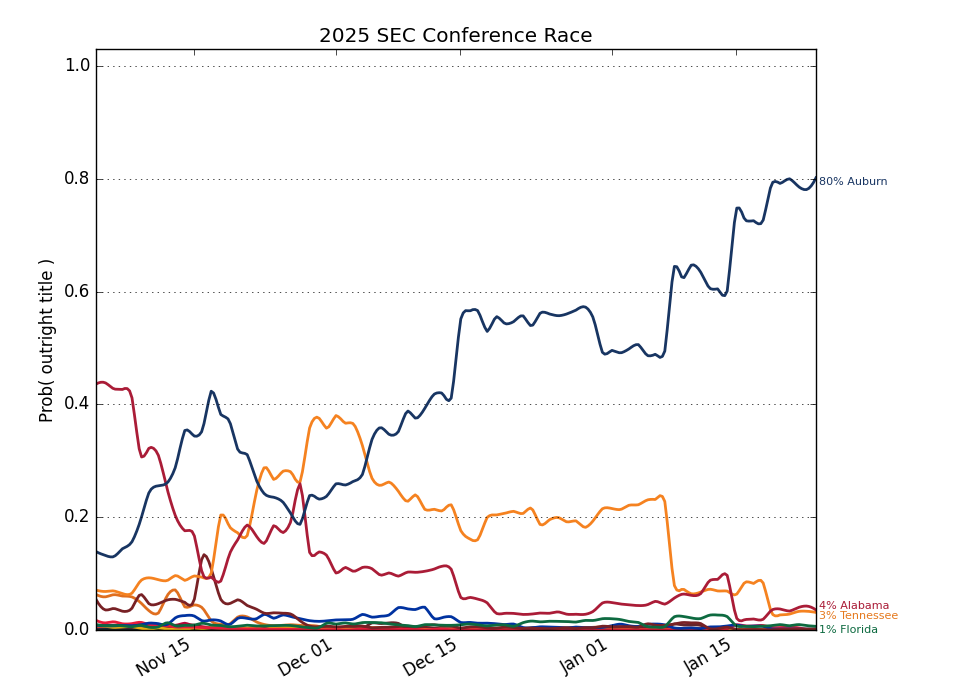 2025 SEC Conference Race
Prob( outright title )
1.0
0.8
0.6
0.4
0.2
0.0
80% Auburn
4% Alabama
3% Tennessee
1% Florida
Nov 15
Dec 01
Dec 15
Jan 01
Jan 15